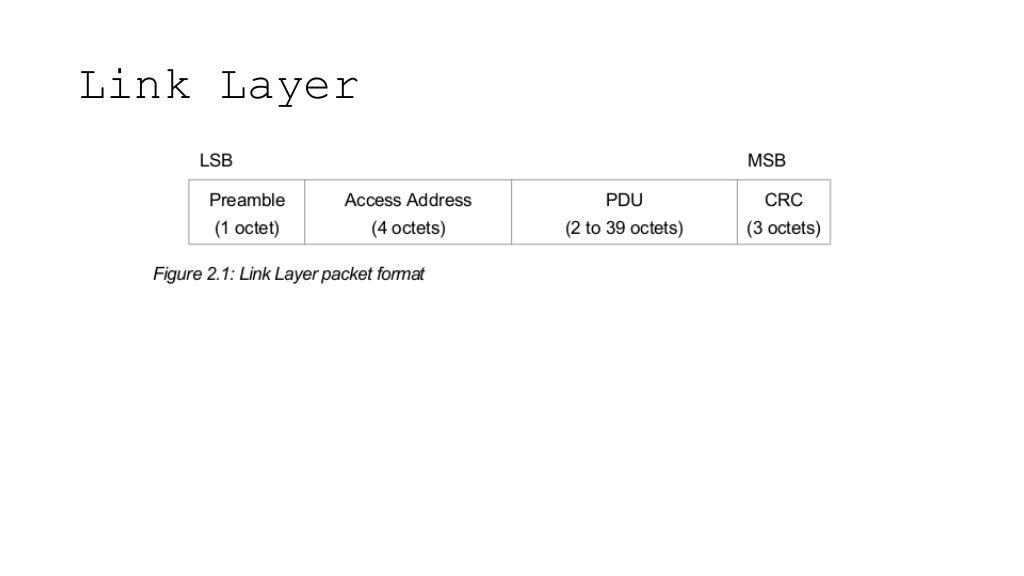 Link Layer
LSB MSB
Preamble Access Address PDU CRC
(1 octet) (4 octets) (2 to 39 octets) (3 octets)
Figure 2.1: Link Layer packet format